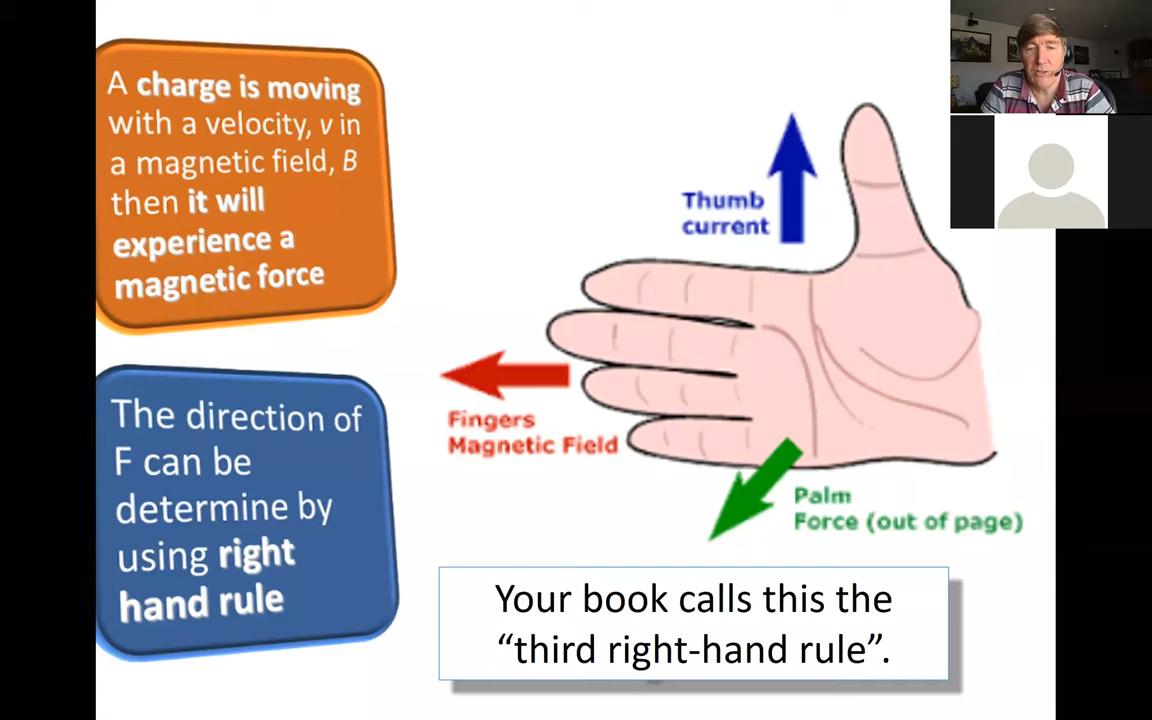 A charge is moving
with a velocity, v in
a magnetic field, B
then it will
experience a
magnetic force
The direction of
F can be
determine by
using right
hand rule
Thumb
current
Fingers
Magnetic Field
Palm
Force (out of page)
Your book calls this the
“third right-hand rule”.